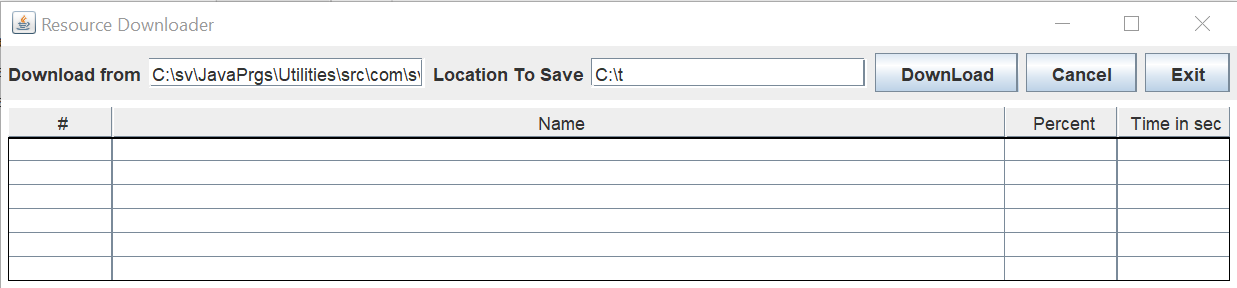 Resource Downloader
Download from C:\sv\JavaPrgs\Utilities\src\com\s Location To Save C:\t DownLoad Cancel Exit
# Name Percent Time in sec